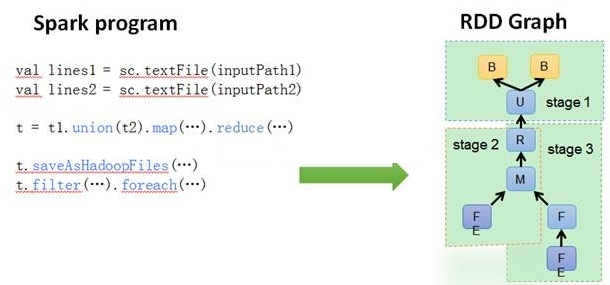 Spark program
RDD Graph
val lines1 = sc.textFile(inputPath1)
val lines2 = sc.textFile(inputPath2)
t = t1.union(t2).map(…).reduce(…)
t.saveAsHadoopFiles(…)
t.filter(…).foreach(…)
B B
U stage 1
stage 2 R stage 3
M
F
E
F
F
E